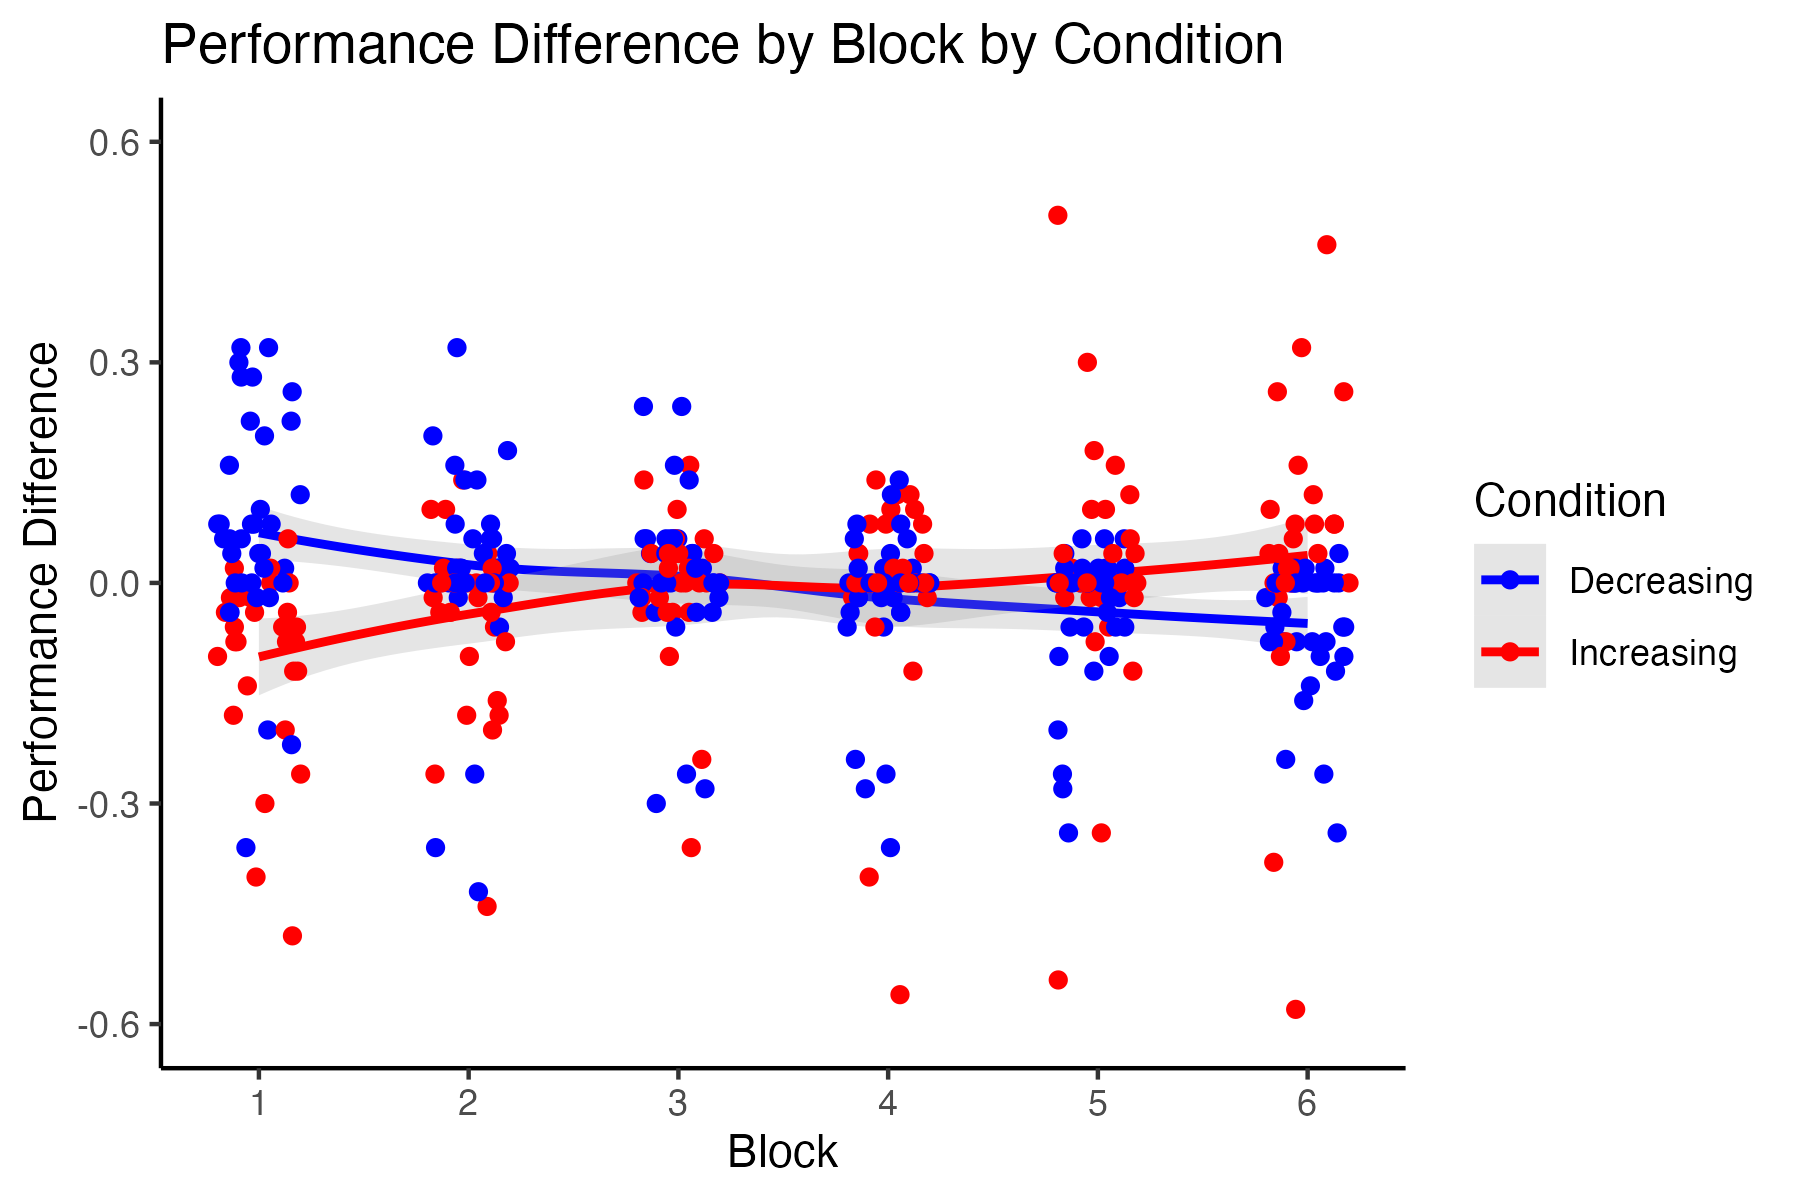 Performance Difference by Block by Condition
Performance Difference
0.6
0.3
0.0
-0.3
-0.6
1 2 3 4 5 6
Block
Condition
Decreasing
Increasing